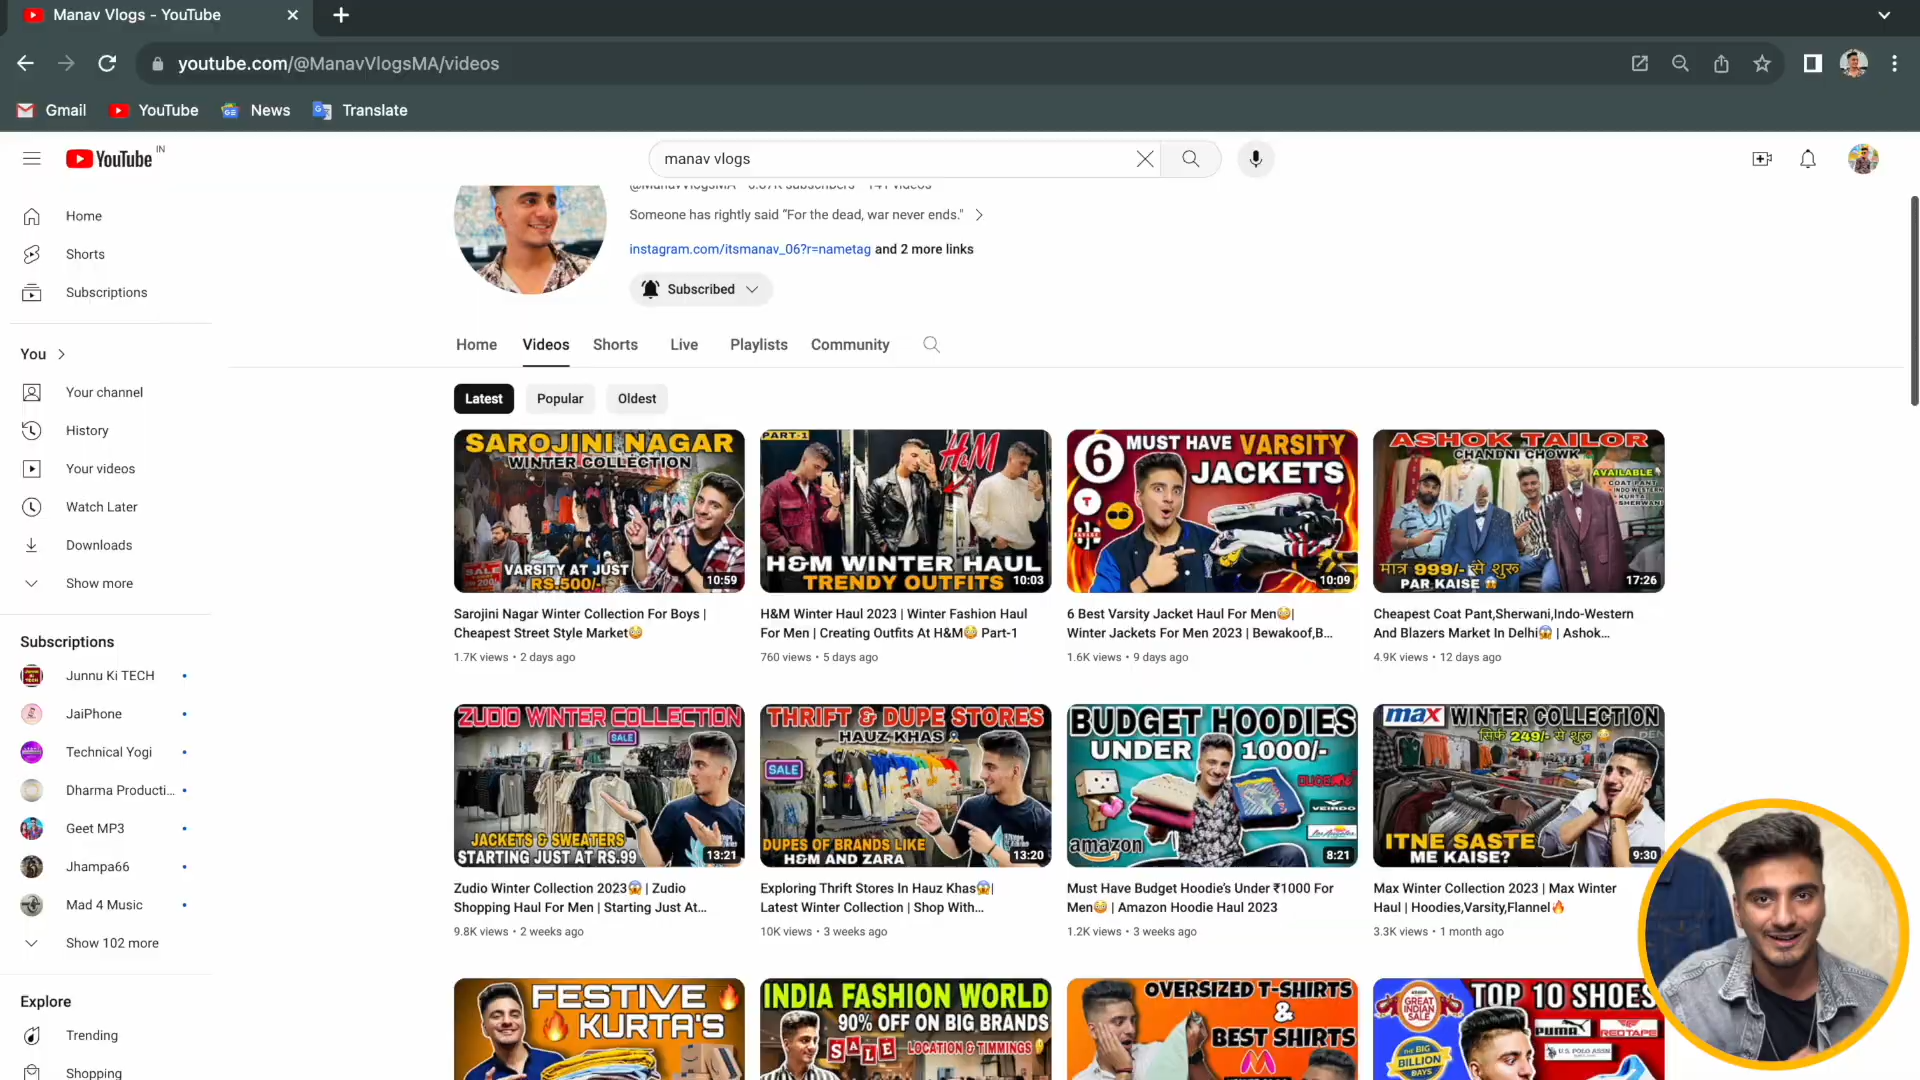 Manav Vlogs - YouTube
youtube.com/@ManavVlogsMA/videos
Gmail
YouTube
News
Translate
YouTube IN
manav vlogs
@ManavVlogsMA
Someone has rightly said “For the dead, war never ends."
instagram.com/itsmanav_06?r=nametag and 2 more links
Subscribed
Home
Shorts
Subscriptions
You
Your channel
History
Your videos
Watch Later
Downloads
Show more
Subscriptions
Junnu Ki TECH
JaiPhone
Technical Yogi
Dharma Producti...
Geet MP3
Jhampa66
Mad 4 Music
Show 102 more
Explore
Trending
Shopping
Home
Videos
Shorts
Live
Playlists
Community
Latest
Popular
Oldest
SAROJINI NAGAR
WINTER COLLECTION
SALE
VARSITY AT JUST
RS.500/-
10:59
Sarojini Nagar Winter Collection For Boys |
Cheapest Street Style Market😳
1.7K views • 2 days ago
PART-1
H&M
H&M WINTER HAUL
TRENDY OUTFITS
10:03
H&M Winter Haul 2023 | Winter Fashion Haul
For Men | Creating Outfits At H&M😳 Part-1
760 views • 5 days ago
6 MUST HAVE VARSITY
JACKETS
10:09
6 Best Varsity Jacket Haul For Men😳|
Winter Jackets For Men 2023 | Bewakoof,B...
1.6K views • 9 days ago
ASHOK TAILOR
CHANDNI CHOWK
AVAILABLE
COAT PANT
INDO WESTERN
KURTA
SHERWANI
मात्र 999/- से शुरू
PAR KAISE 😱
17:26
Cheapest Coat Pant,Sherwani,Indo-Western
And Blazers Market In Delhi😱 | Ashok...
4.9K views • 12 days ago
ZUDIO WINTER COLLECTION
SALE
JACKETS & SWEATERS
STARTING JUST AT RS.99
13:21
Zudio Winter Collection 2023😱 | Zudio
Shopping Haul For Men | Starting Just At...
9.8K views • 2 weeks ago
THRIFT & DUPE STORES
HAUZ KHAS
SALE
DUPES OF BRANDS LIKE
H&M AND ZARA
13:20
Exploring Thrift Stores In Hauz Khas😱|
Latest Winter Collection | Shop With...
10K views • 3 weeks ago
BUDGET HOODIES
UNDER 1000/-
VEIRDO
amazon
8:21
Must Have Budget Hoodie’s Under ₹1000 For
Men😳 | Amazon Hoodie Haul 2023
1.2K views • 3 weeks ago
max WINTER COLLECTION
सिर्फ 249/- से शुरू
ITNE SASTE
ME KAISE?
9:30
Max Winter Collection 2023 | Max Winter
Haul | Hoodies,Varsity,Flannel🔥
3.3K views • 1 month ago
FESTIVE
KURTA'S
INDIA FASHION WORLD
90% OFF ON BIG BRANDS
SALE
LOCATION & TIMMINGS
OVERSIZED T-SHIRTS
&
BEST SHIRTS
GREAT
INDIAN
SALE
TOP 10 SHOES
PUMA
REDTAPE
U.S. POLO ASSN
THE BIG
BILLION
DAYS